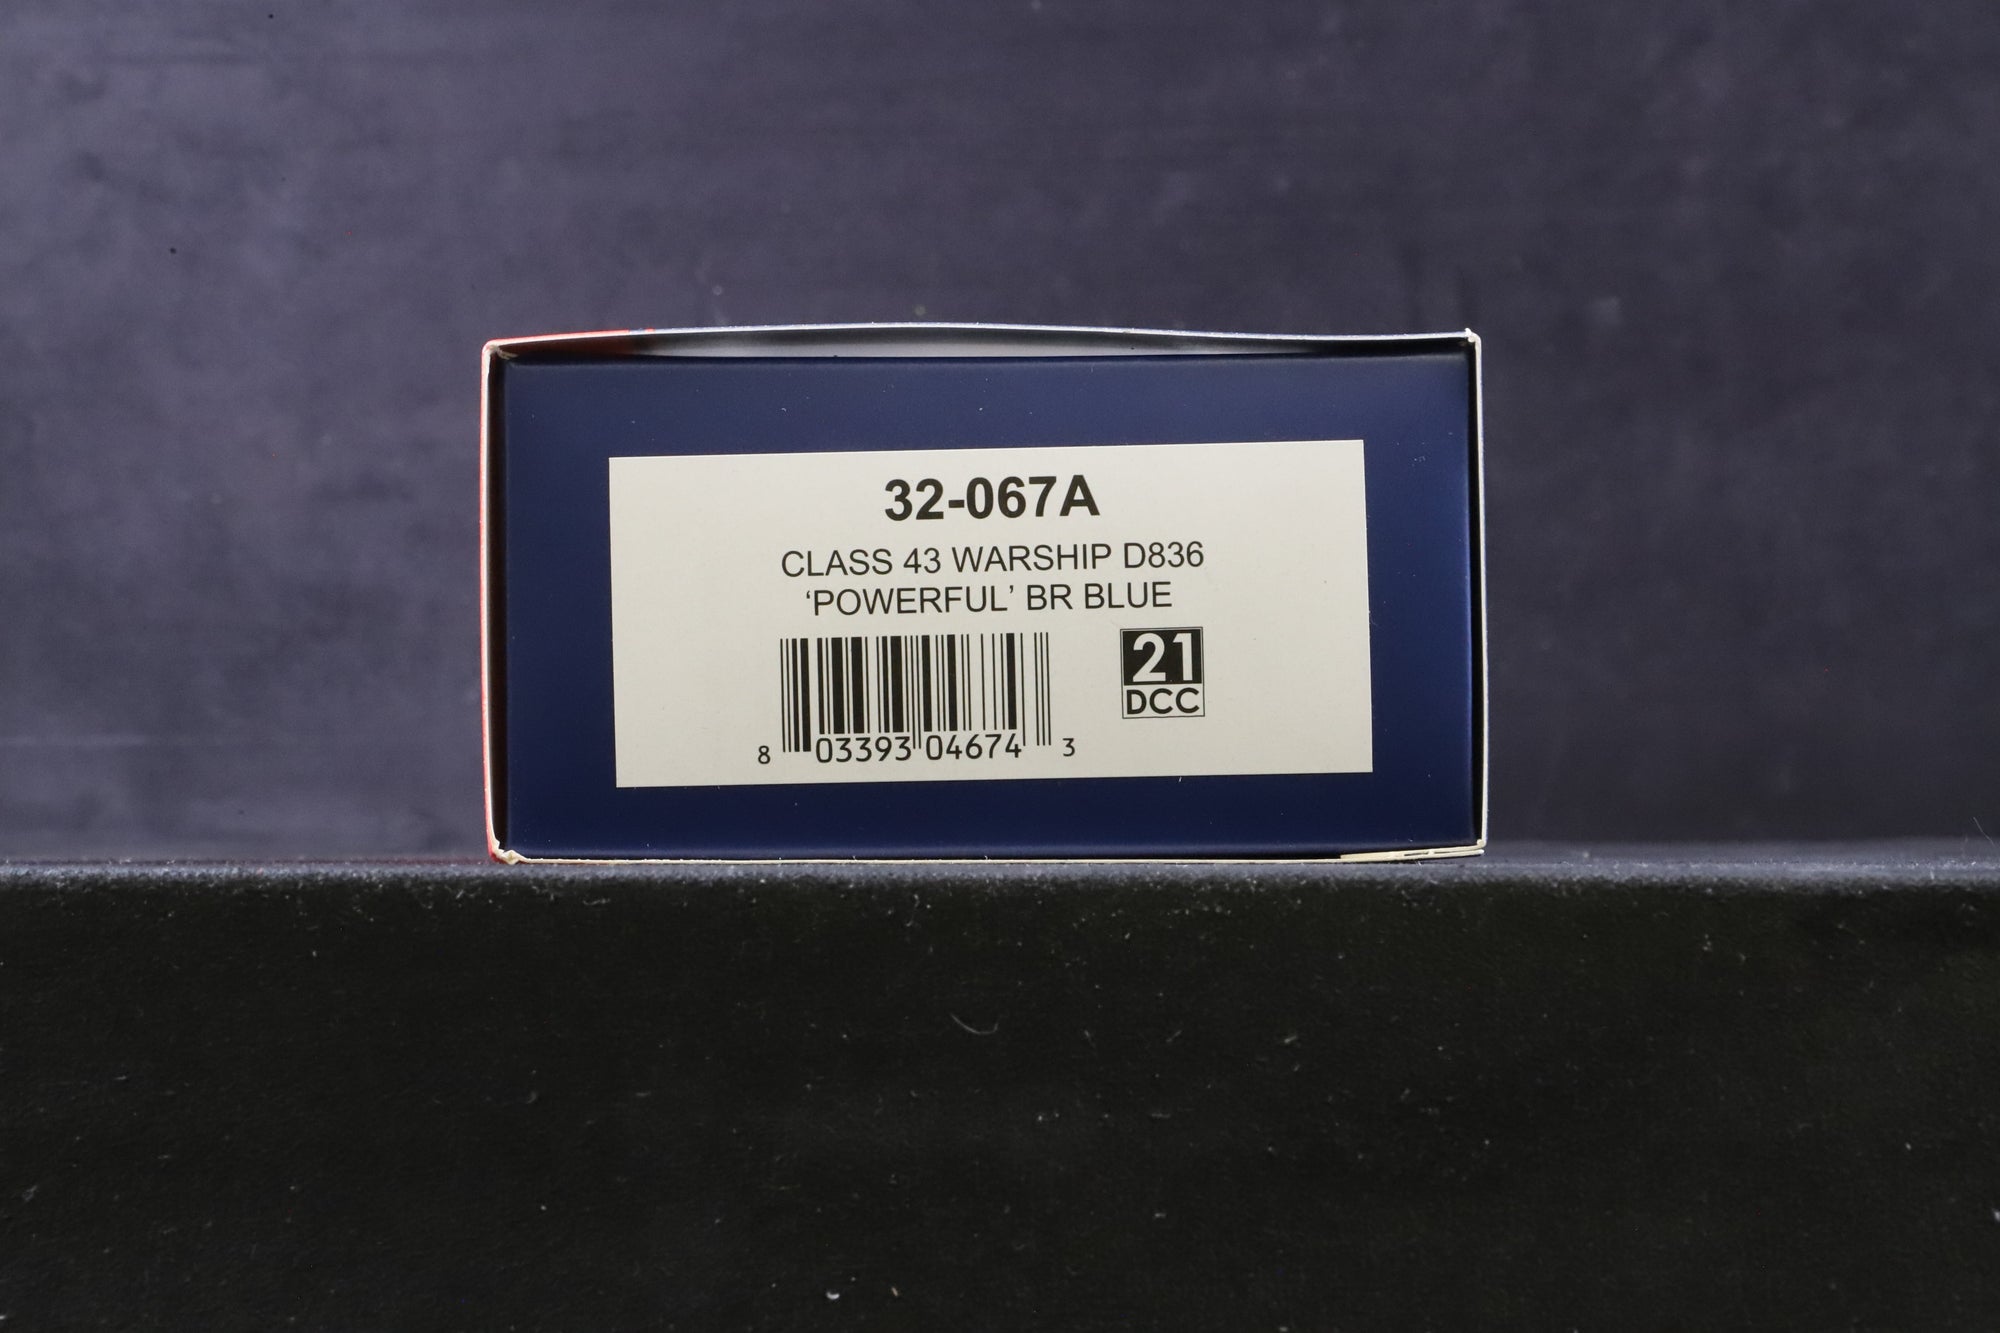 32-067A
CLASS 43 WARSHIP D836
‘POWERFUL’ BR BLUE
21
DCC
8 03393 04674 3